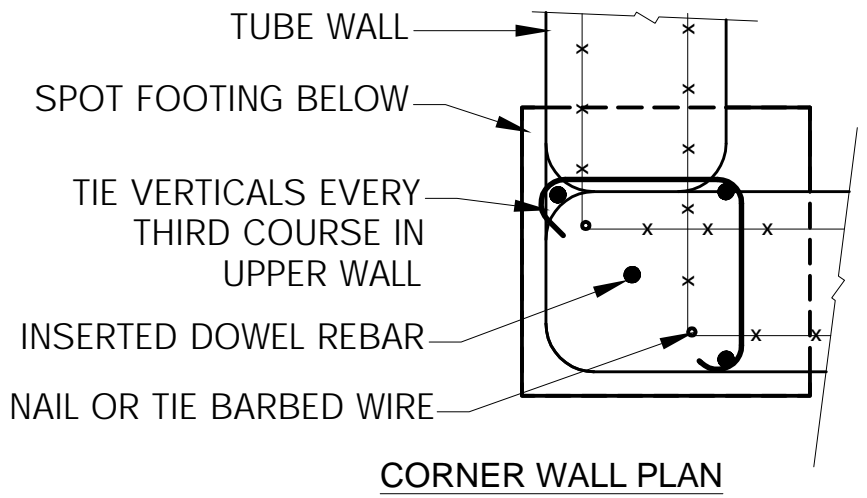 TUBE WALL
SPOT FOOTING BELOW
TIE VERTICALS EVERY
THIRD COURSE IN
UPPER WALL
INSERTED DOWEL REBAR
NAIL OR TIE BARBED WIRE
CORNER WALL PLAN